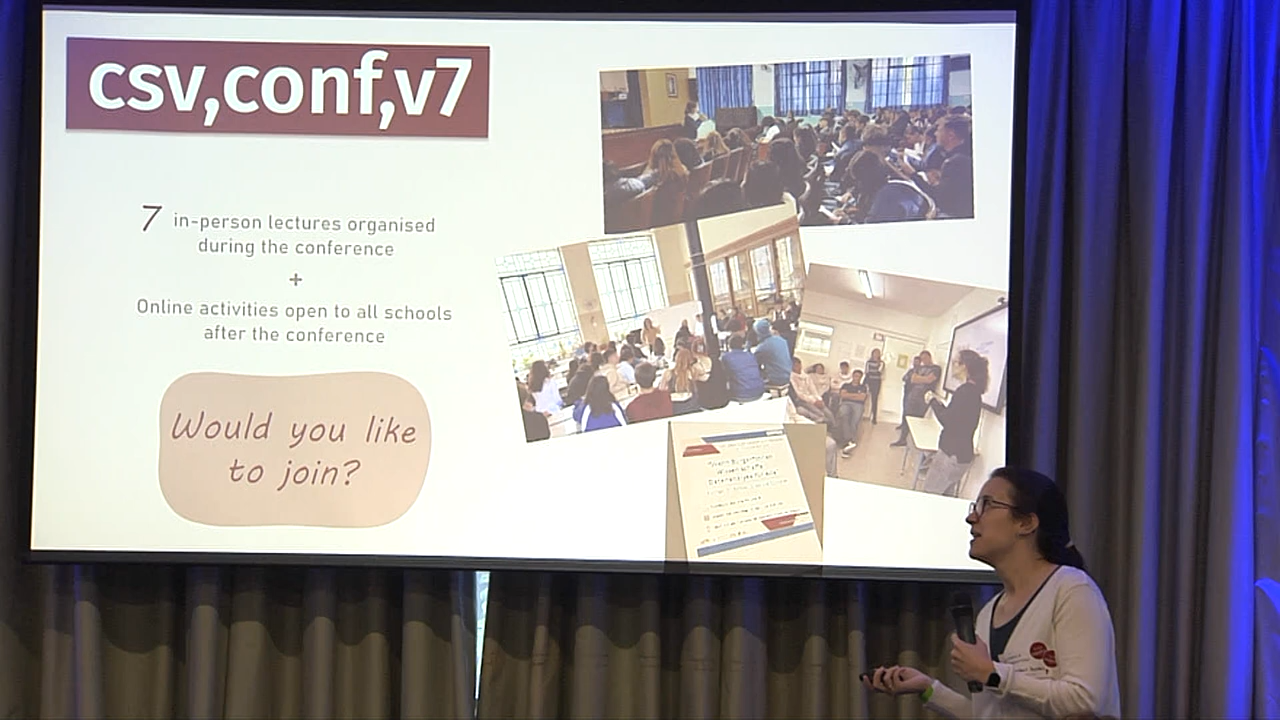 csv,conf,v7
7 in-person lectures organised
during the conference
+
Online activities open to all schools
after the conference
Would you like
to join?